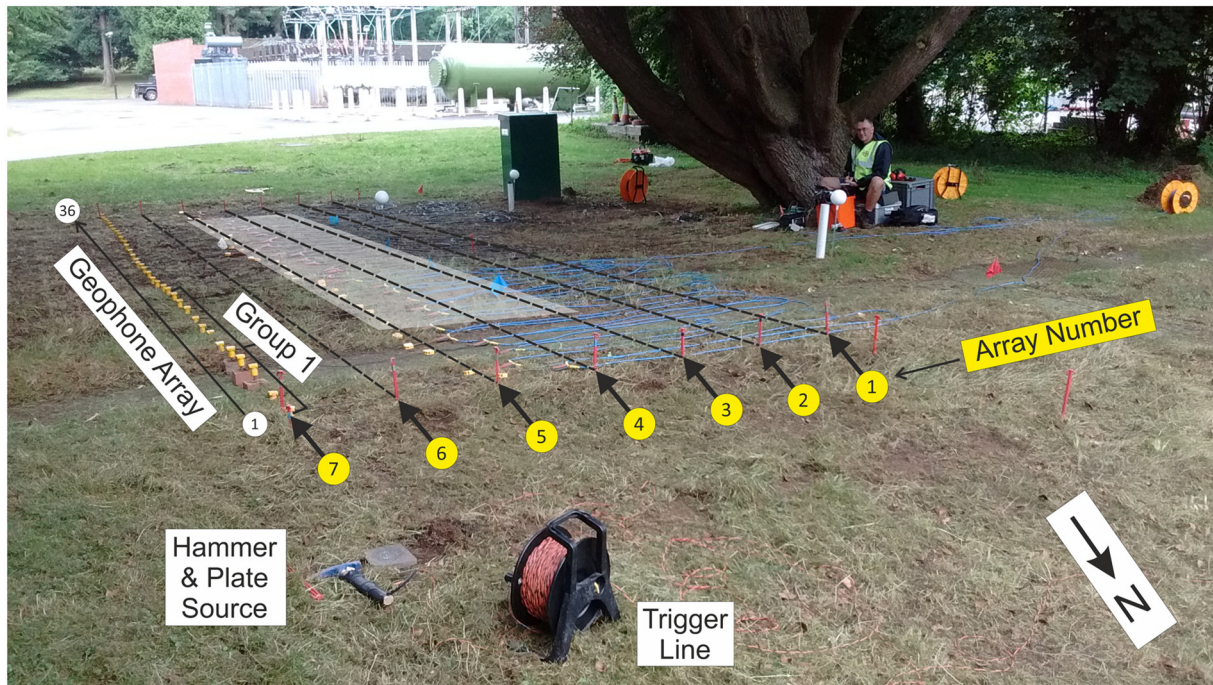 36
Geophone Array
1
Group 1
Array Number
1
2
3
4
5
6
7
Hammer
& Plate
Source
Trigger
Line
N